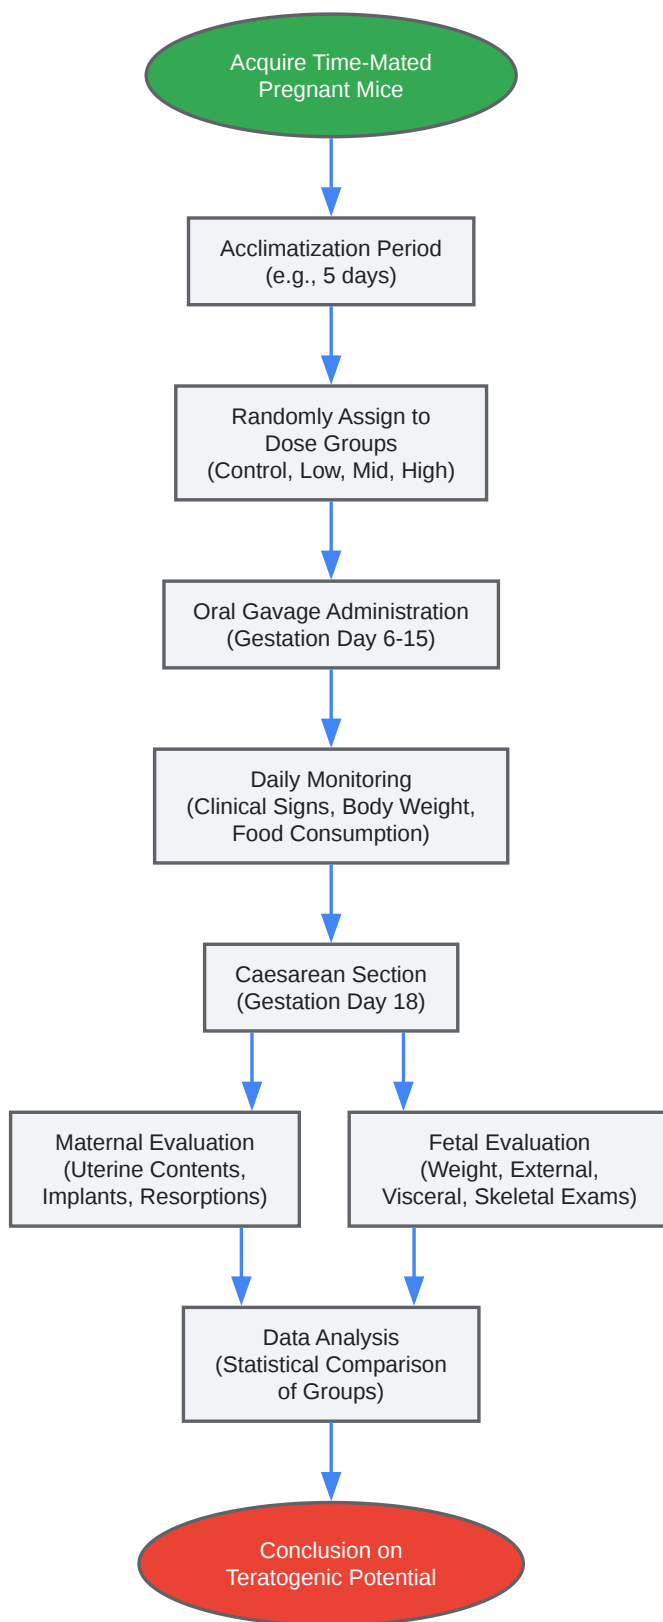 Acquire Time-Mated
Pregnant Mice
Acclimatization Period
(e.g., 5 days)
Randomly Assign to
Dose Groups
(Control, Low, Mid, High)
Oral Gavage Administration
(Gestation Day 6-15)
Daily Monitoring
(Clinical Signs, Body Weight,
Food Consumption)
Caesarean Section
(Gestation Day 18)
Maternal Evaluation
(Uterine Contents,
Implants, Resorptions)
Fetal Evaluation
(Weight, External,
Visceral, Skeletal Exams)
Data Analysis
(Statistical Comparison
of Groups)
Conclusion on
Teratogenic Potential